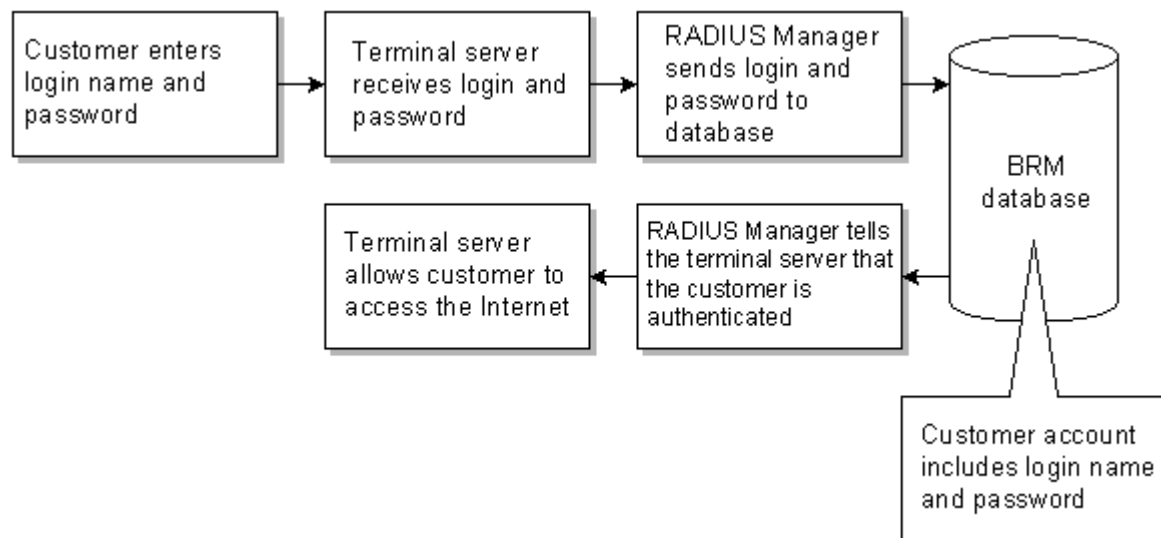 Customer enters
login name and
password
Terminal server
receives login and
password
RADIUS Manager
sends login and
password to
database
BRM
database
Terminal server
allows customer to
access the Internet
RADIUS Manager tells
the terminal server that
the customer is
authenticated
Customer account
includes login name
and password